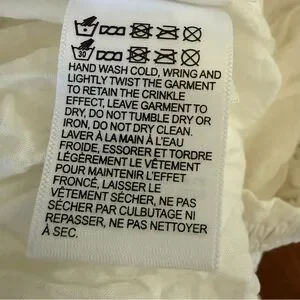 30
HAND WASH COLD, WRING AND
LIGHTLY TWIST THE GARMENT
TO RETAIN THE CRINKLE
EFFECT, LEAVE GARMENT TO
DRY, DO NOT TUMBLE DRY OR
IRON, DO NOT DRY CLEAN.
LAVER À LA MAIN À L'EAU
FROIDE, ESSORER ET TORDRE
LÉGÈREMENT LE VÊTEMENT
POUR MAINTENIR L'EFFET
FRONCÉ, LAISSER LE
VÊTEMENT SÉCHER, NE PAS
SÉCHER PAR CULBUTAGE NI
REPASSER, NE PAS NETTOYER
À SEC.